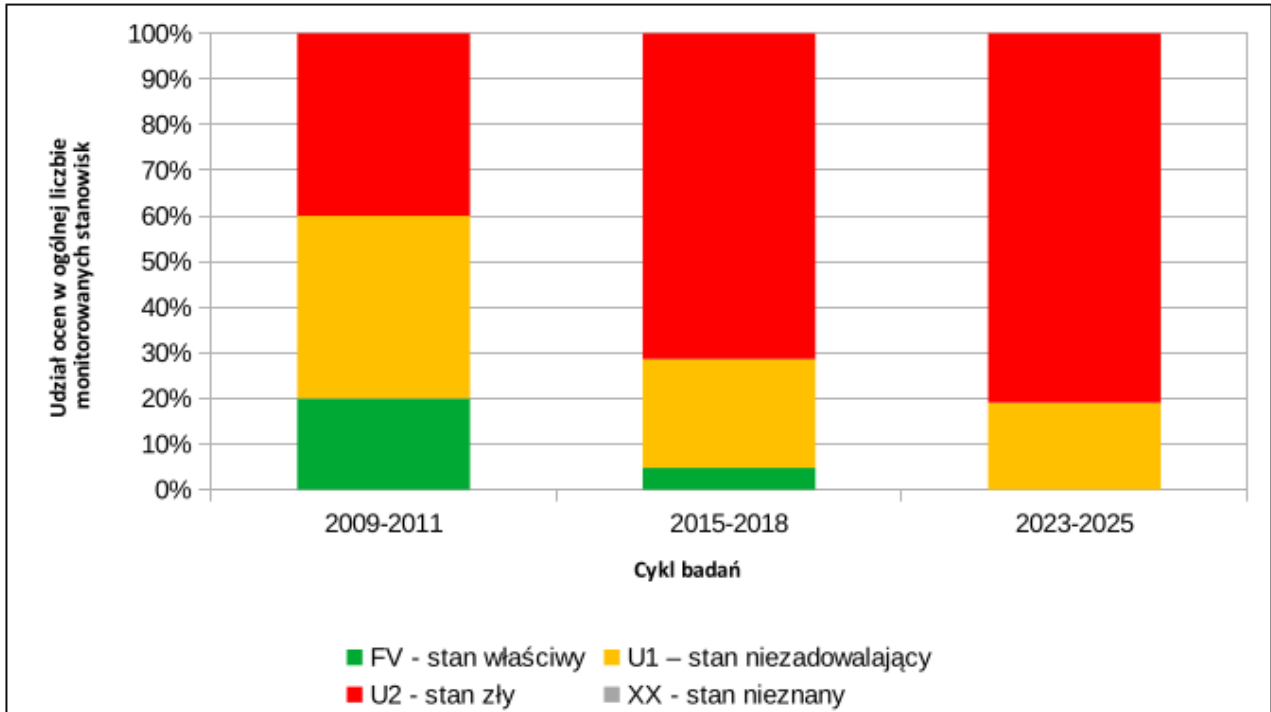 100%
90%
80%
70%
60%
50%
40%
30%
20%
10%
0%
Udział ocen w ogólnej liczbie
monitorowanych stanowisk
2009-2011 2015-2018 2023-2025
Cykl badań
FV - stan właściwy U1 – stan niezadowalający
U2 - stan zły XX - stan nieznany